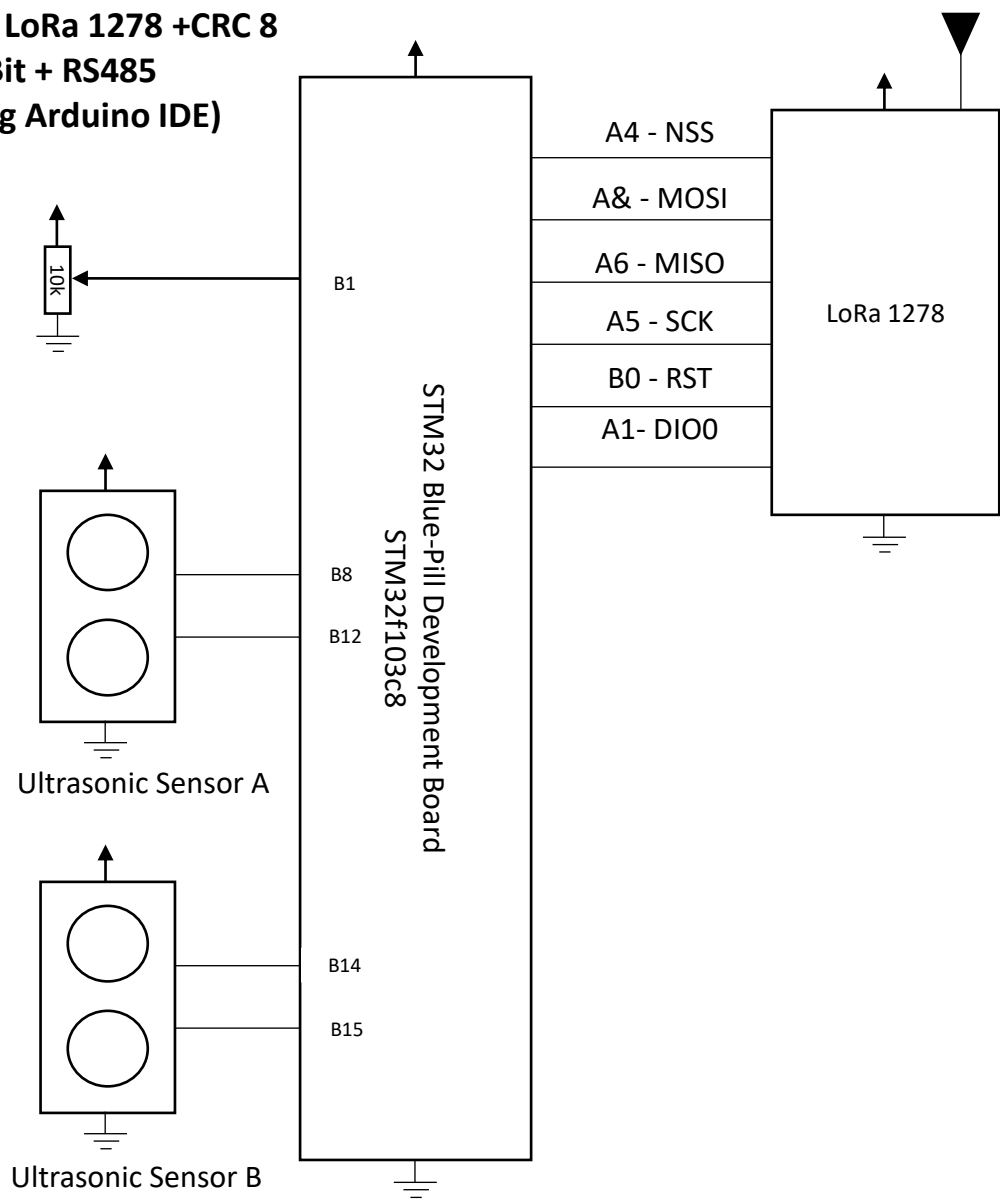 LoRa 1278 +CRC 8
Bit + RS485
g Arduino IDE)
A4 - NSS
A& - MOSI
A6 - MISO
A5 - SCK
B0 - RST
A1- DIO0
LoRa 1278
10k
B1
B8
B12
B14
B15
STM32 Blue-Pill Development Board
STM32f103c8
Ultrasonic Sensor A
Ultrasonic Sensor B